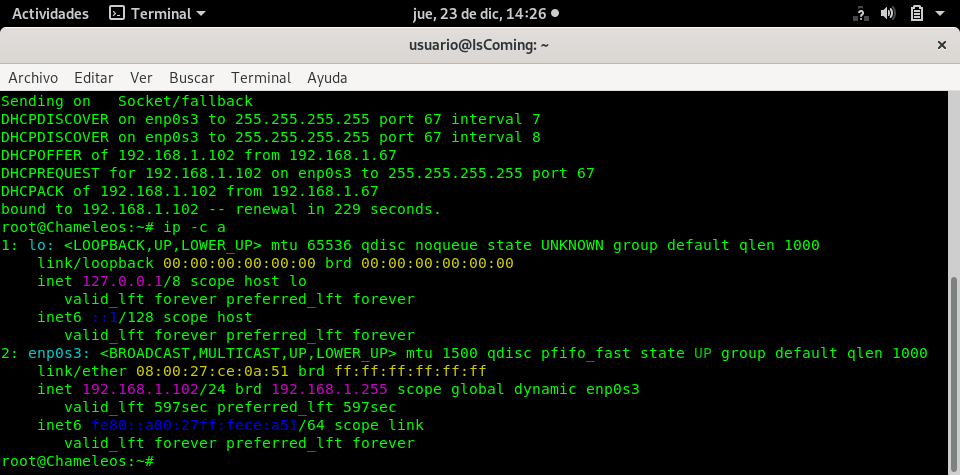 Actividades Terminal jue, 23 de dic, 14:26
usuario@IsComing: ~
Archivo Editar Ver Buscar Terminal Ayuda
Sending on   Socket/fallback
DHCPDISCOVER on enp0s3 to 255.255.255.255 port 67 interval 7
DHCPDISCOVER on enp0s3 to 255.255.255.255 port 67 interval 8
DHCPOFFER of 192.168.1.102 from 192.168.1.67
DHCPREQUEST for 192.168.1.102 on enp0s3 to 255.255.255.255 port 67
DHCPACK of 192.168.1.102 from 192.168.1.67
bound to 192.168.1.102 -- renewal in 229 seconds.
root@Chameleos:~# ip -c a
1: lo: <LOOPBACK,UP,LOWER_UP> mtu 65536 qdisc noqueue state UNKNOWN group default qlen 1000
    link/loopback 00:00:00:00:00:00 brd 00:00:00:00:00:00
    inet 127.0.0.1/8 scope host lo
       valid_lft forever preferred_lft forever
    inet6 ::1/128 scope host
       valid_lft forever preferred_lft forever
2: enp0s3: <BROADCAST,MULTICAST,UP,LOWER_UP> mtu 1500 qdisc pfifo_fast state UP group default qlen 1000
    link/ether 08:00:27:ce:0a:51 brd ff:ff:ff:ff:ff:ff
    inet 192.168.1.102/24 brd 192.168.1.255 scope global dynamic enp0s3
       valid_lft 597sec preferred_lft 597sec
    inet6 fe80::a00:27ff:fece:a51/64 scope link
       valid_lft forever preferred_lft forever
root@Chameleos:~#